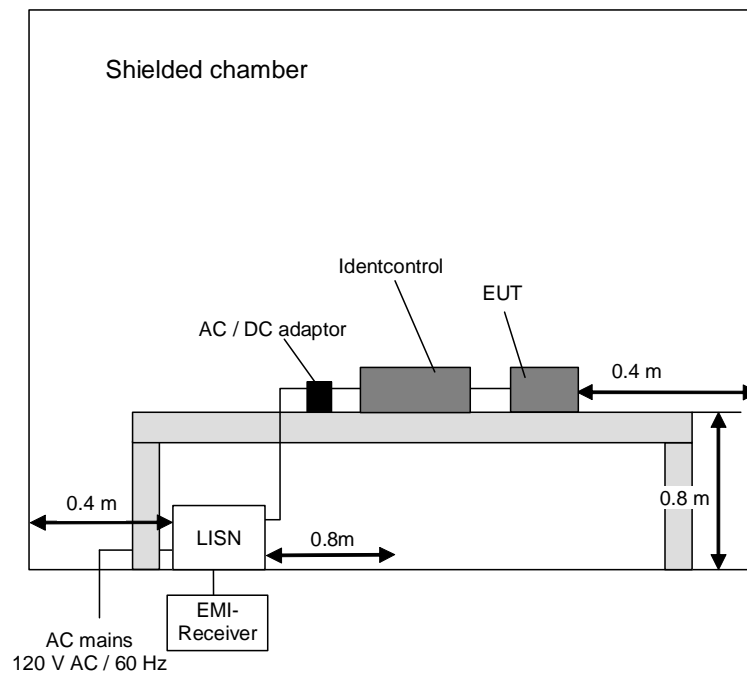 Shielded chamber
Identcontrol
EUT
AC / DC adaptor
0.4 m
0.4 m
0.8 m
LISN
0.8m
EMI-
Receiver
AC mains
120 V AC / 60 Hz